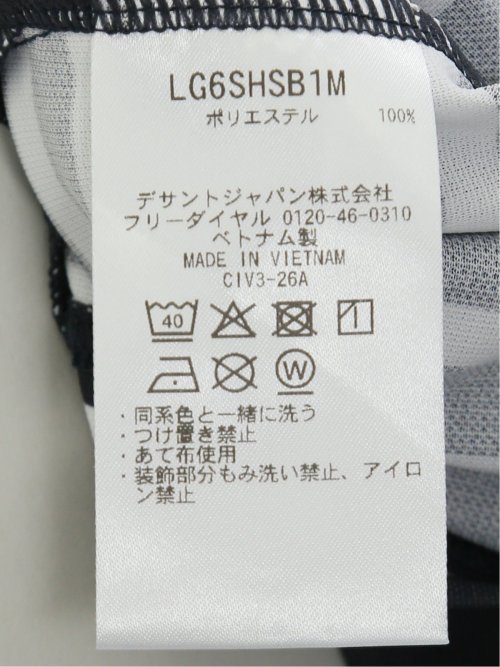 LG6SHSB1M
ポリエステル 100%
デサントジャパン株式会社
フリーダイヤル 0120-46-0310
ベトナム製
MADE IN VIETNAM
CIV3-26A
40
W
・同系色と一緒に洗う
・つけ置き禁止
・あて布使用
・装飾部分もみ洗い禁止、アイロ
ン禁止